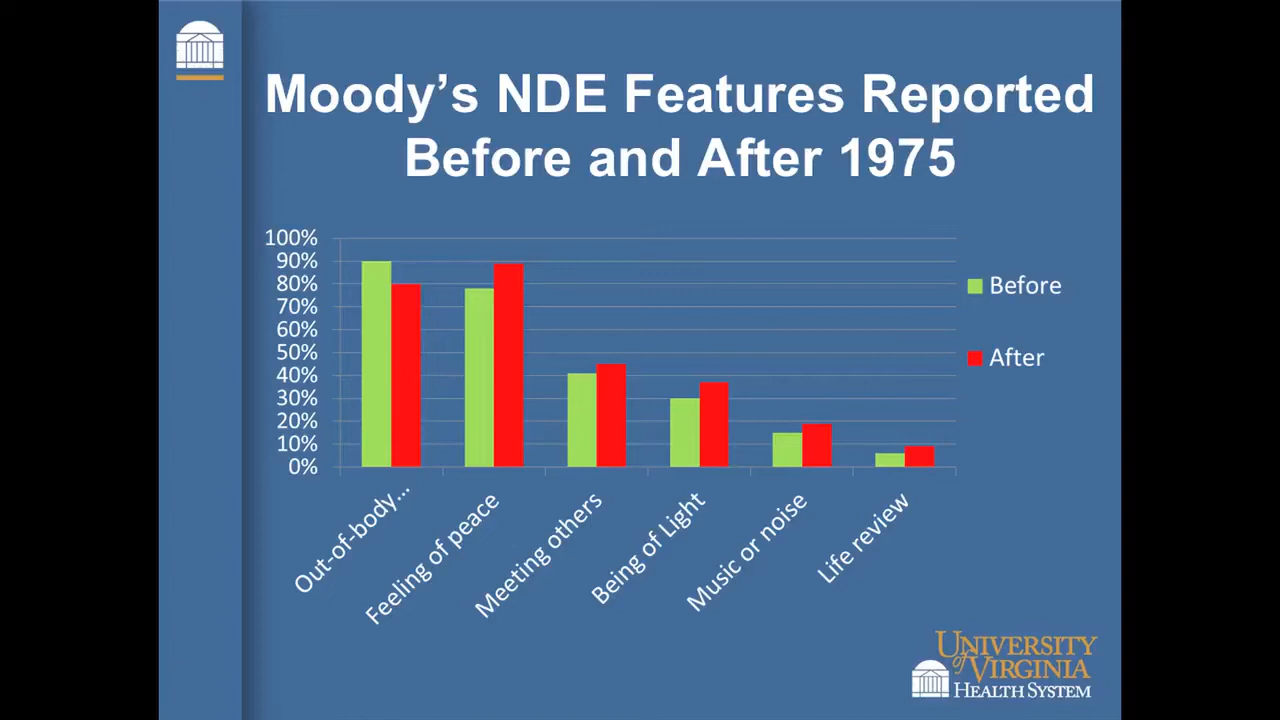 Moody’s NDE Features Reported
Before and After 1975
100%
90%
80%
70%
60%
50%
40%
30%
20%
10%
0%
Before
After
Out-of-body...
Feeling of peace
Meeting others
Being of Light
Music or noise
Life review
UNIVERSITY
of VIRGINIA
HEALTH SYSTEM